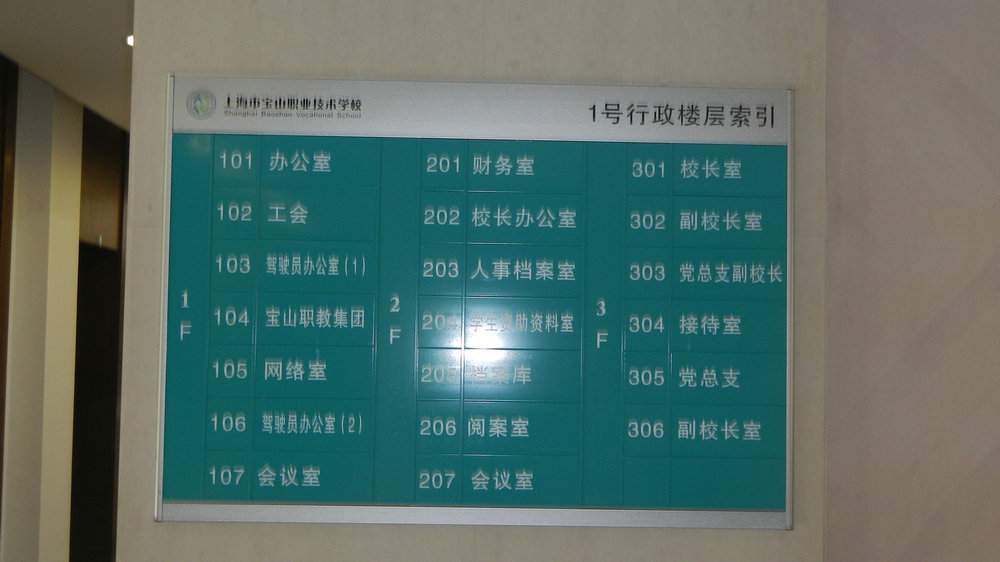 上海市宝山职业技术学校
Shanghai Baoshan Vocational School
1号行政楼层索引
1F
101 办公室
102 工会
103 驾驶员办公室(1)
104 宝山职教集团
105 网络室
106 驾驶员办公室(2)
107 会议室
2F
201 财务室
202 校长办公室
203 人事档案室
204 学生资助资料室
205 档案库
206 阅案室
207 会议室
3F
301 校长室
302 副校长室
303 党总支副校长
304 接待室
305 党总支
306 副校长室